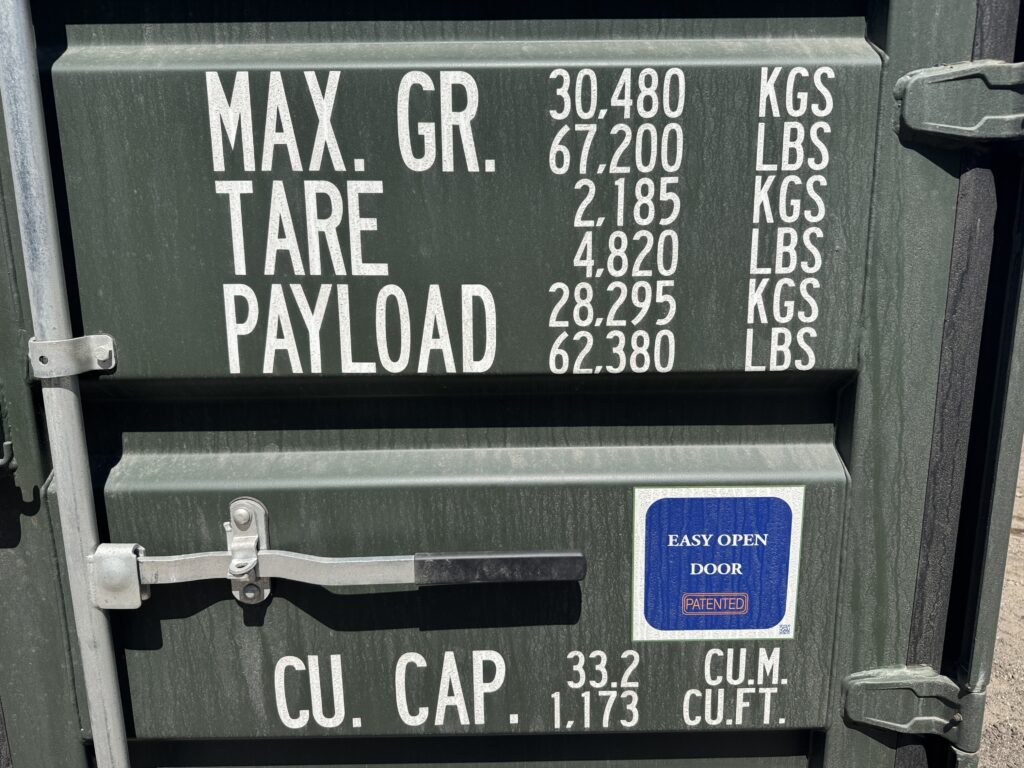 MAX. GR. 30,480 KGS
67,200 LBS
TARE 2,185 KGS
4,820 LBS
PAYLOAD 28,295 KGS
62,380 LBS
EASY OPEN
DOOR
PATENTED
CU. CAP. 33.2 CU.M.
1,173 CU.FT.